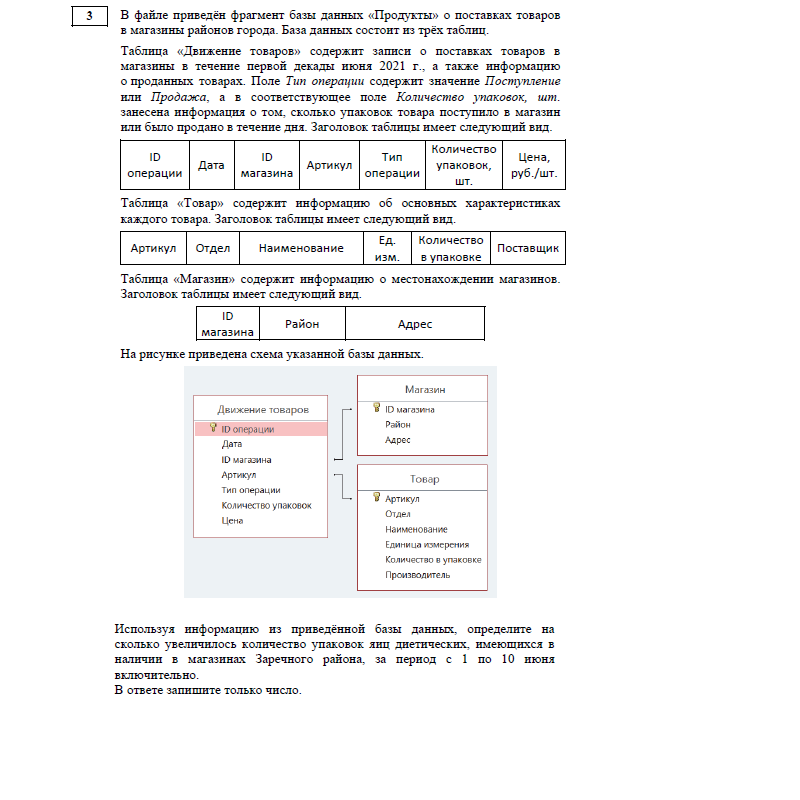 3
В файле приведён фрагмент базы данных «Продукты» о поставках товаров
в магазины районов города. База данных состоит из трёх таблиц.
Таблица «Движение товаров» содержит записи о поставках товаров в
магазины в течение первой декады июня 2021 г., а также информацию
о проданных товарах. Поле Тип операции содержит значение Поступление
или Продажа, а в соответствующее поле Количество упаковок, шт.
занесена информация о том, сколько упаковок товара поступило в магазин
или было продано в течение дня. Заголовок таблицы имеет следующий вид.
ID операции
Дата
ID магазина
Артикул
Тип операции
Количество упаковок, шт.
Цена, руб./шт.
Таблица «Товар» содержит информацию об основных характеристиках
каждого товара. Заголовок таблицы имеет следующий вид.
Артикул
Отдел
Наименование
Ед. изм.
Количество в упаковке
Поставщик
Таблица «Магазин» содержит информацию о местонахождении магазинов.
Заголовок таблицы имеет следующий вид.
ID магазина
Район
Адрес
На рисунке приведена схема указанной базы данных.
Движение товаров
ID операции
Дата
ID магазина
Артикул
Тип операции
Количество упаковок
Цена
Магазин
ID магазина
Район
Адрес
Товар
Артикул
Отдел
Наименование
Единица измерения
Количество в упаковке
Производитель
Используя информацию из приведённой базы данных, определите на
сколько увеличилось количество упаковок яиц диетических, имеющихся в
наличии в магазинах Заречного района, за период с 1 по 10 июня
включительно.
В ответе запишите только число.